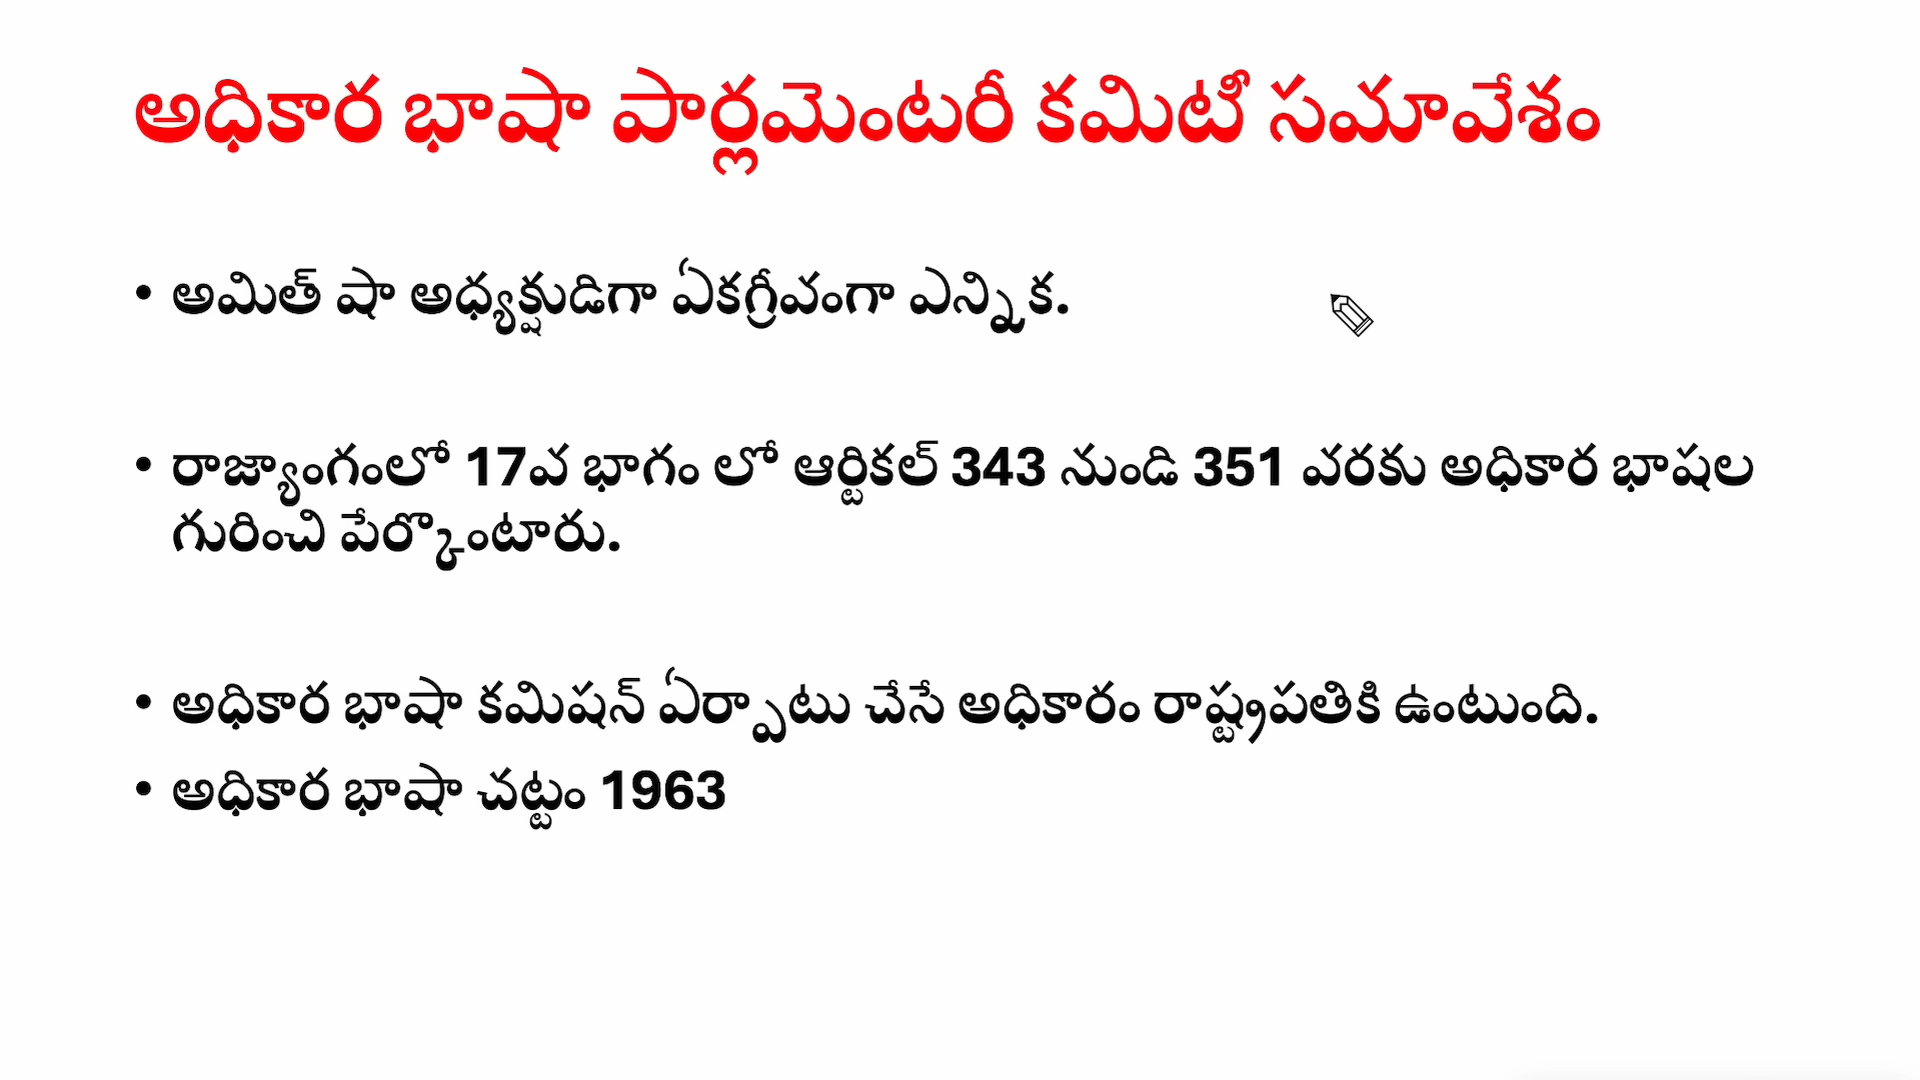 అధికార భాషా పార్లమెంటరీ కమిటీ సమావేశం
• అమిత్ షా అధ్యక్షుడిగా ఏకగ్రీవంగా ఎన్నిక.
• రాజ్యాంగంలో 17వ భాగం లో ఆర్టికల్ 343 నుండి 351 వరకు అధికార భాషల
గురించి పేర్కొంటారు.
• అధికార భాషా కమిషన్ ఏర్పాటు చేసే అధికారం రాష్ట్రపతికి ఉంటుంది.
• అధికార భాషా చట్టం 1963